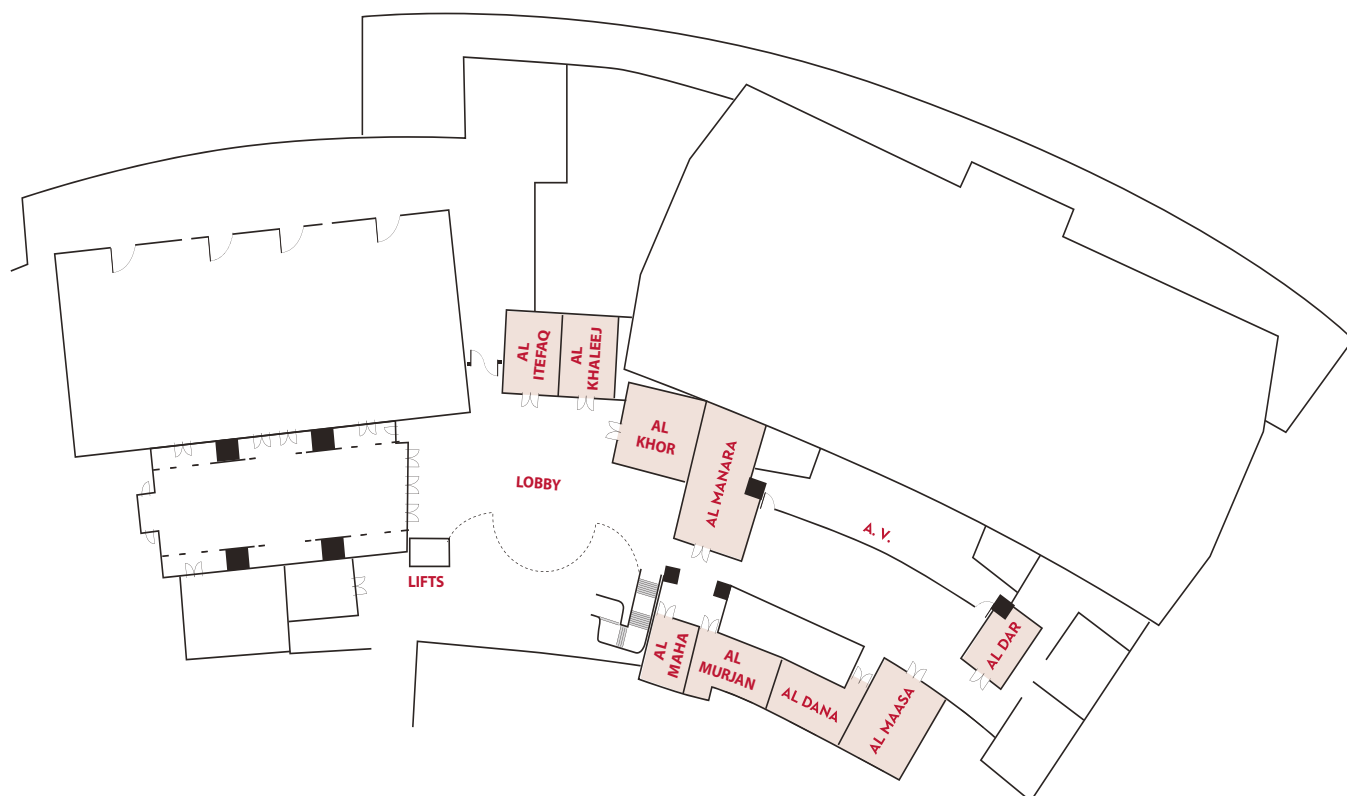 AL
ITEFAQ
AL
KHALEEJ
AL
KHOR
AL MANARA
LOBBY
A. V.
LIFTS
AL
MAHA
AL
MURJAN
AL DANA
AL MAASA
AL DAR